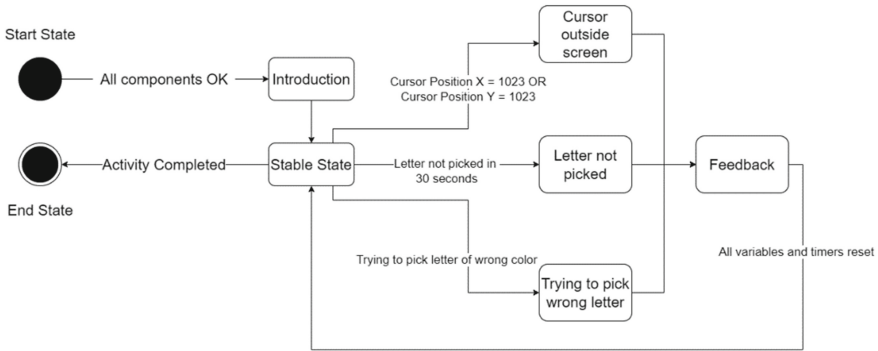 Start State
All components OK
Introduction
Cursor
outside
screen
Cursor Position X = 1023 OR
Cursor Position Y = 1023
Activity Completed
Stable State
Letter not picked in
30 seconds
Letter not
picked
Feedback
End State
Trying to pick letter of wrong color
Trying to pick
wrong letter
All variables and timers reset